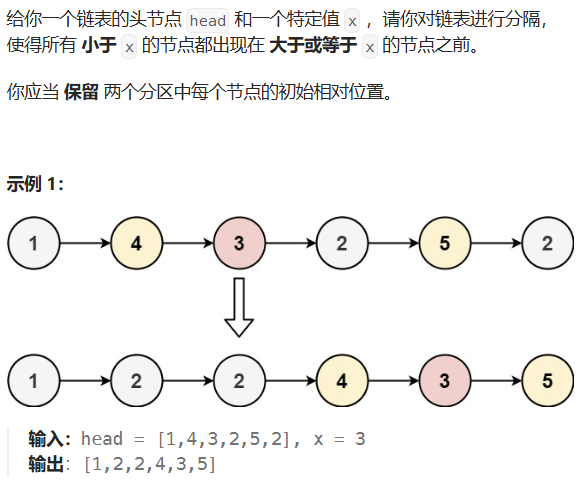 给你一个链表的头节点 head 和一个特定值 x ，请你对链表进行分隔，
使得所有 小于 x 的节点都出现在 大于或等于 x 的节点之前。
你应当 保留 两个分区中每个节点的初始相对位置。
示例 1：
1 4 3 2 5 2
1 2 2 4 3 5
输入：head = [1,4,3,2,5,2], x = 3
输出：[1,2,2,4,3,5]